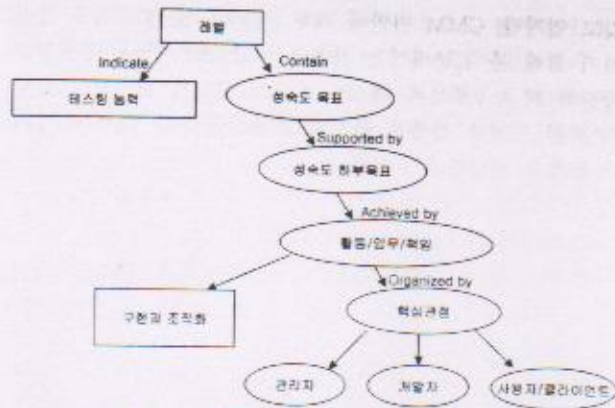 레벨
Indicate
Contain
테스팅 능력
성숙도 목표
Supported by
성숙도 하부목표
Achieved by
활동/임무/책임
Organized by
구현과 조직화
핵심관점
관리자
개발자
사용자/클라이언트